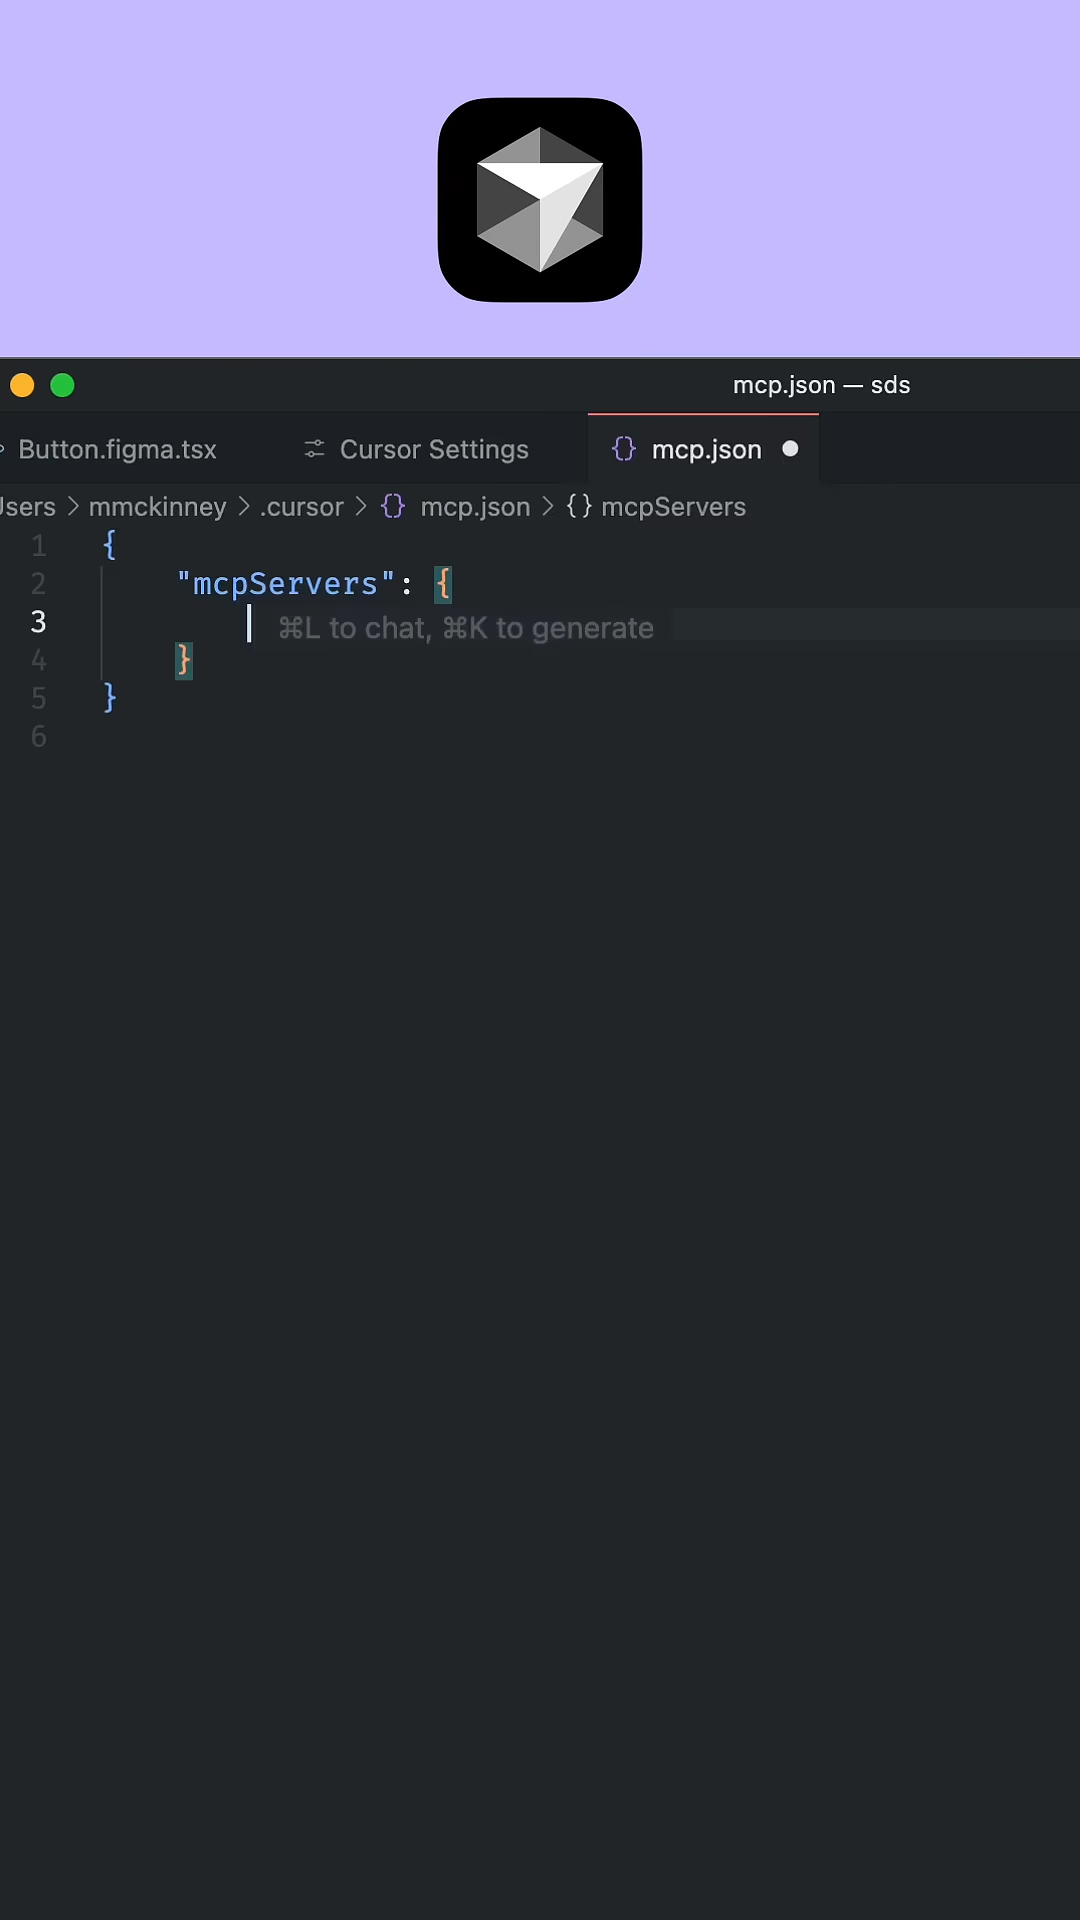 mcp.json — sds
Button.figma.tsx Cursor Settings {} mcp.json
Users > mmckinney > .cursor > {} mcp.json > {} mcpServers
1 {
2 "mcpServers": {
3 ⌘L to chat, ⌘K to generate
4 }
5 }
6